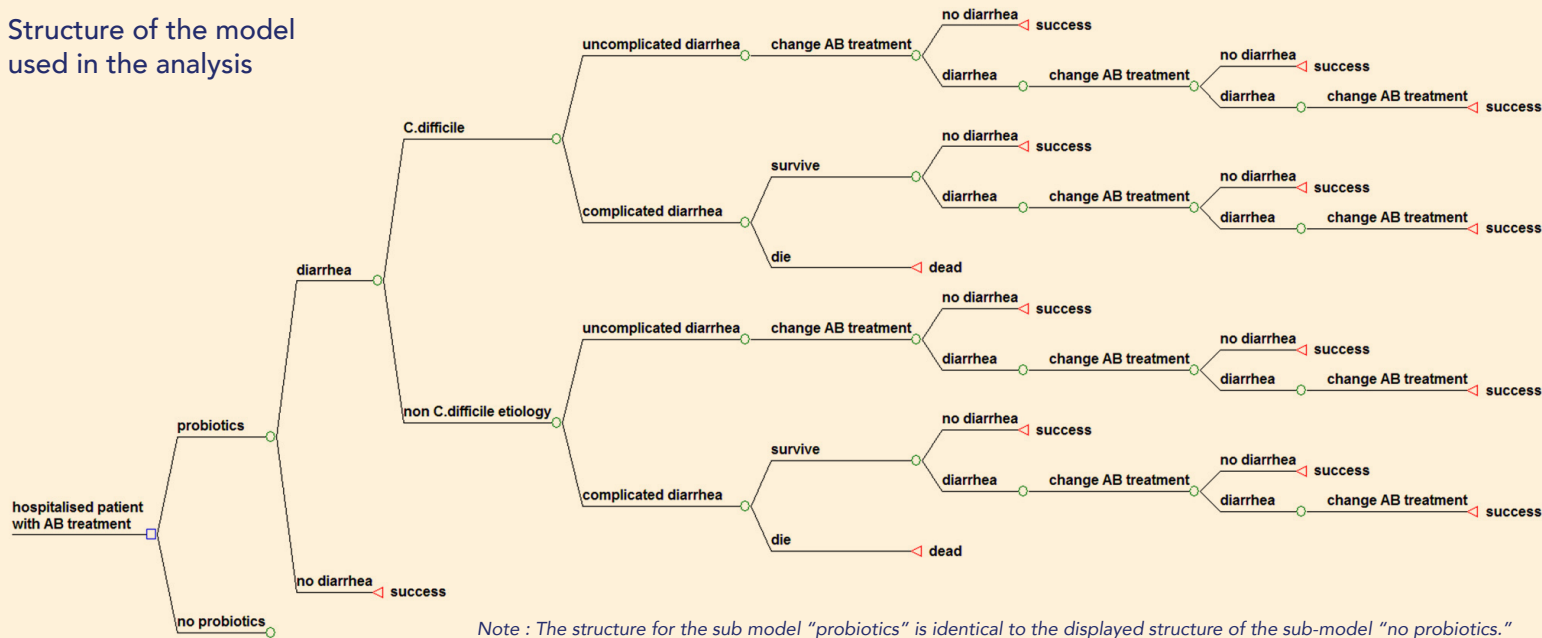 Structure of the model
used in the analysis
no diarrhea
success
uncomplicated diarrhea
change AB treatment
no diarrhea
success
diarrhea
change AB treatment
diarrhea
change AB treatment
success
C.difficile
no diarrhea
success
survive
no diarrhea
success
diarrhea
change AB treatment
complicated diarrhea
diarrhea
change AB treatment
success
die
dead
diarrhea
no diarrhea
success
uncomplicated diarrhea
change AB treatment
no diarrhea
success
diarrhea
change AB treatment
diarrhea
change AB treatment
success
non C.difficile etiology
probiotics
no diarrhea
success
survive
no diarrhea
success
diarrhea
change AB treatment
complicated diarrhea
diarrhea
change AB treatment
success
hospitalised patient
with AB treatment
die
dead
no diarrhea
success
no probiotics
Note : The structure for the sub model “probiotics” is identical to the displayed structure of the sub-model “no probiotics.”